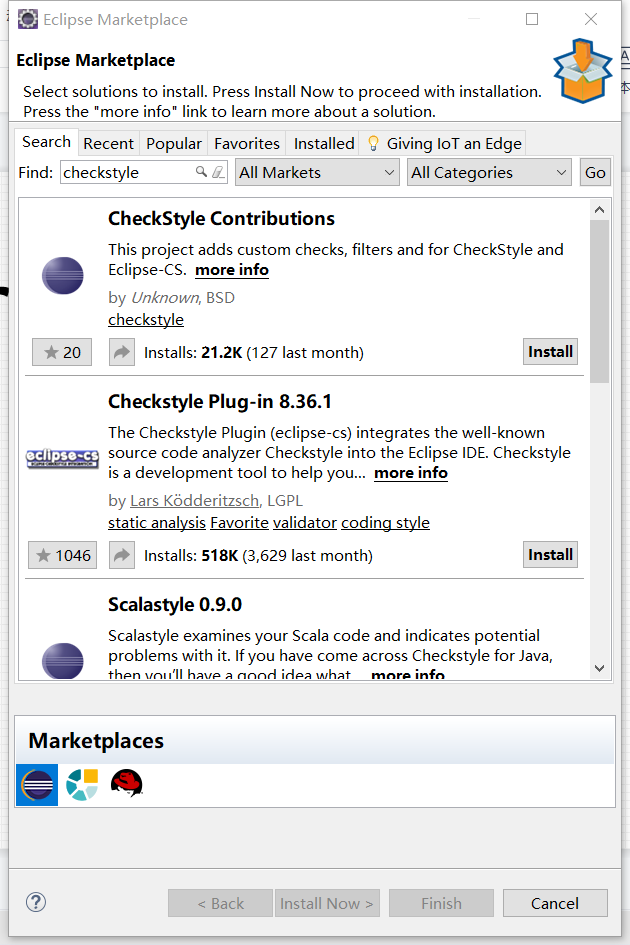 Eclipse Marketplace
Eclipse Marketplace
Select solutions to install. Press Install Now to proceed with installation.
Press the "more info" link to learn more about a solution.
Search Recent Popular Favorites Installed Giving IoT an Edge
Find: checkstyle All Markets All Categories Go
CheckStyle Contributions
This project adds custom checks, filters and for CheckStyle and
Eclipse-CS. more info
by Unknown, BSD
checkstyle
20 Installs: 21.2K (127 last month) Install
Checkstyle Plug-in 8.36.1
eclipse-cs
The Checkstyle Plugin (eclipse-cs) integrates the well-known
source code analyzer Checkstyle into the Eclipse IDE. Checkstyle
is a development tool to help you... more info
by Lars Ködderitzsch, LGPL
static analysis Favorite validator coding style
1046 Installs: 518K (3,629 last month) Install
Scalastyle 0.9.0
Scalastyle examines your Scala code and indicates potential
problems with it. If you have come across Checkstyle for Java,
then you'll have a good idea what... more info
Marketplaces
? < Back Install Now > Finish Cancel